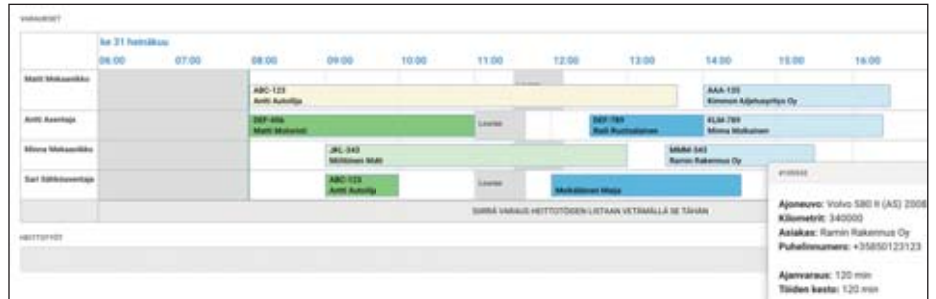 VARAUKSET
ke 31 heinäkuu
06:00 07:00 08:00 09:00 10:00 11:00 12:00 13:00 14:00 15:00 16:00
Matti Mekaanikko
ABC-123
Antti Autoilija
AAA-135
Kimmon Kuljetusyritys Oy
Antti Asentaja
DEF-456
Matti Motoristi
Lounas
DEF-789
Raili Ruotsalainen
KLM-789
Minna Moikainen
Minna Mekaanikko
JKL-343
Möttönen Matti
MMM-343
Ramin Rakennus Oy
Sari Sähköasentaja
ABC-123
Antti Autoilija
Lounas
Moikalainen Maija
SIIRRÄ VARAUS HEITTOTÖIDEN LISTAAN VETÄMÄLLÄ SE TÄHÄN
HEITTOTYÖT
Ajoneuvo: Volvo S80 II (AS) 2008
Kilometrit: 340000
Asiakas: Ramin Rakennus Oy
Puhelinnumero: +35850123123
Ajanvaraus: 120 min
Töiden kesto: 120 min